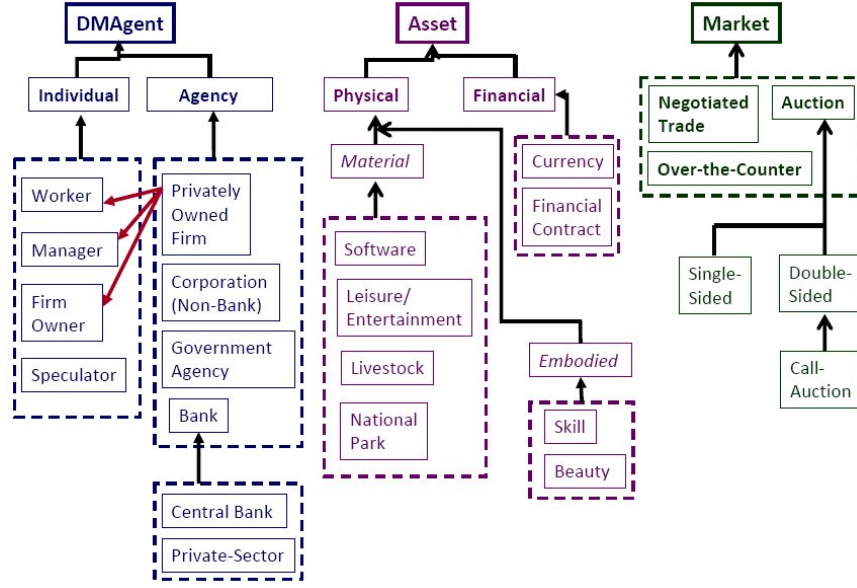 DMAgent
Individual
Agency
Worker
Manager
Firm
Owner
Speculator
Privately
Owned
Firm
Corporation
(Non-Bank)
Government
Agency
Bank
Central Bank
Private-Sector
Asset
Physical
Financial
Material
Currency
Financial
Contract
Software
Leisure/
Entertainment
Livestock
National
Park
Embodied
Skill
Beauty
Market
Negotiated
Trade
Auction
Over-the-Counter
Single-
Sided
Double-
Sided
Call-
Auction